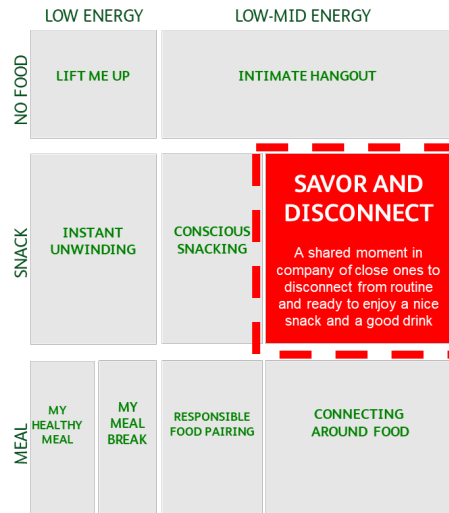 LOW ENERGY
LOW-MID ENERGY
NO FOOD
LIFT ME UP
INTIMATE HANGOUT
SNACK
INSTANT
UNWINDING
CONSCIOUS
SNACKING
SAVOR AND
DISCONNECT
A shared moment in
company of close ones to
disconnect from routine
and ready to enjoy a nice
snack and a good drink
MEAL
MY
HEALTHY
MEAL
MY
MEAL
BREAK
RESPONSIBLE
FOOD PAIRING
CONNECTING
AROUND FOOD